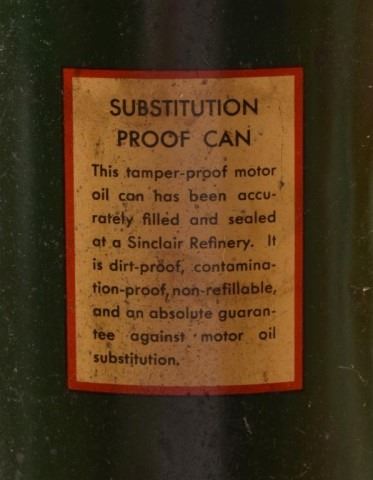 SUBSTITUTION
PROOF CAN
This tamper-proof motor
oil can has been accu-
rately filled and sealed
at a Sinclair Refinery. It
is dirt-proof, contamina-
tion-proof, non-refillable,
and an absolute guaran-
tee against motor oil
substitution.